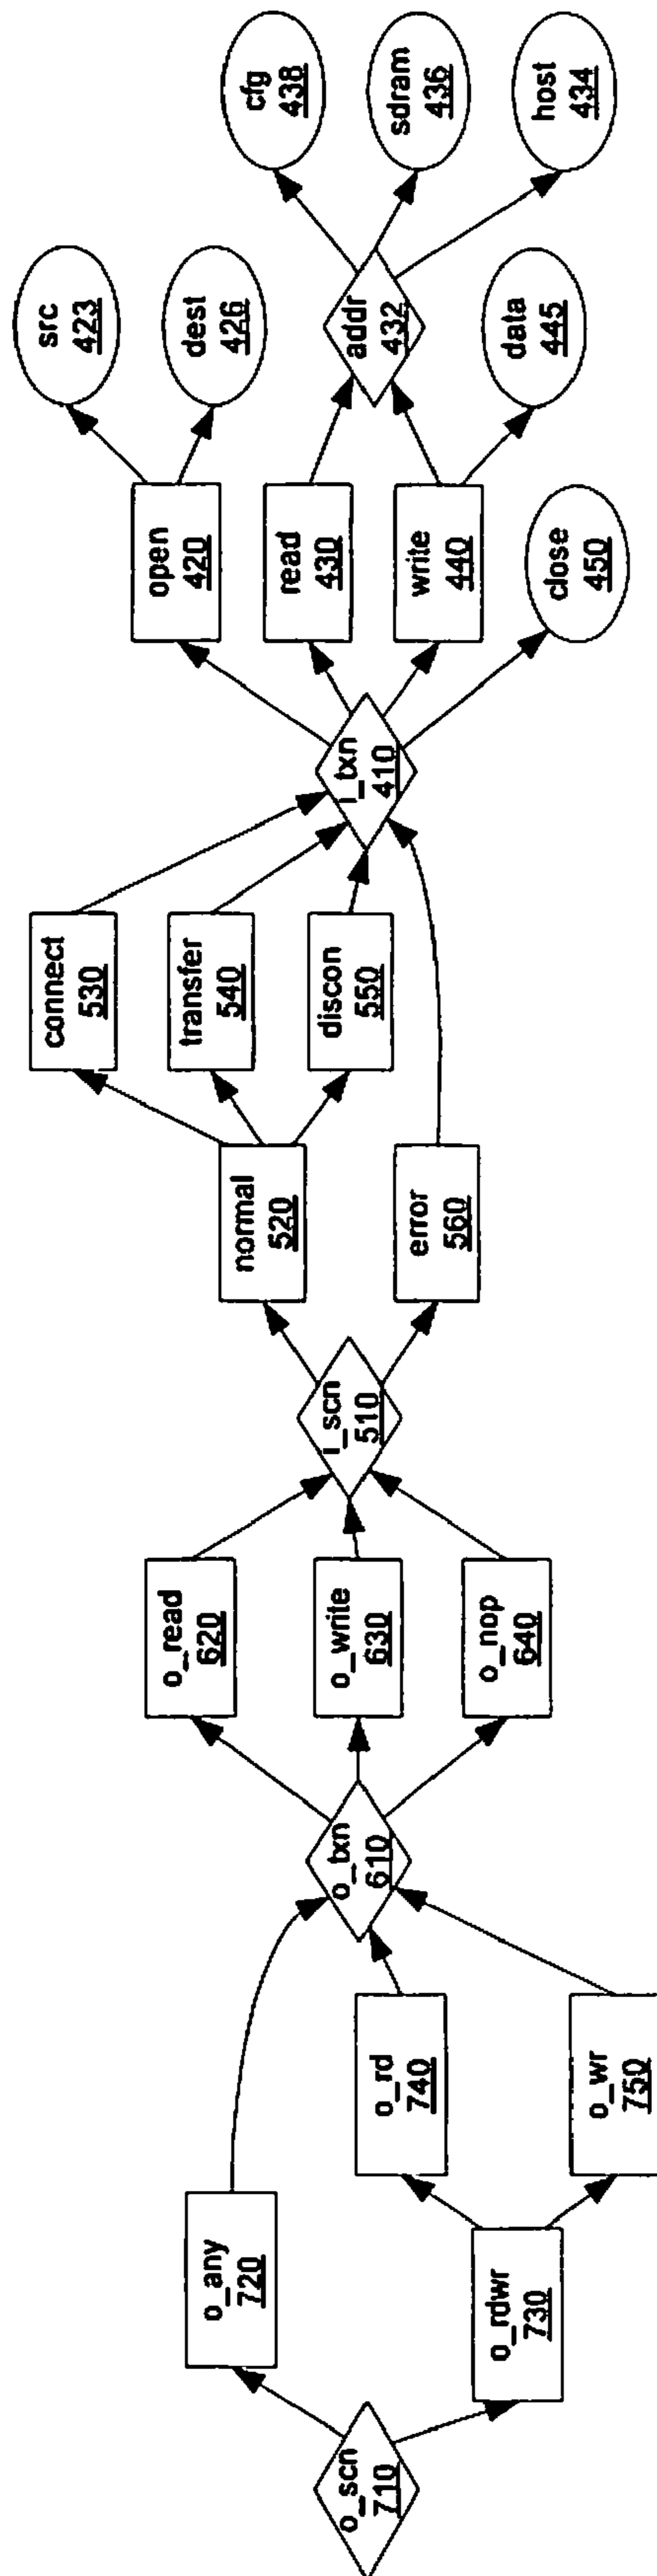 o_scn
710
o_any
720
o_rdwr
730
o_rd
740
o_wr
750
o_txn
610
o_read
620
o_write
630
o_nop
640
i_scn
510
normal
520
error
560
connect
530
transfer
540
discon
550
i_txn
410
open
420
read
430
write
440
close
450
src
423
dest
426
addr
432
data
445
cfg
438
sdram
436
host
434